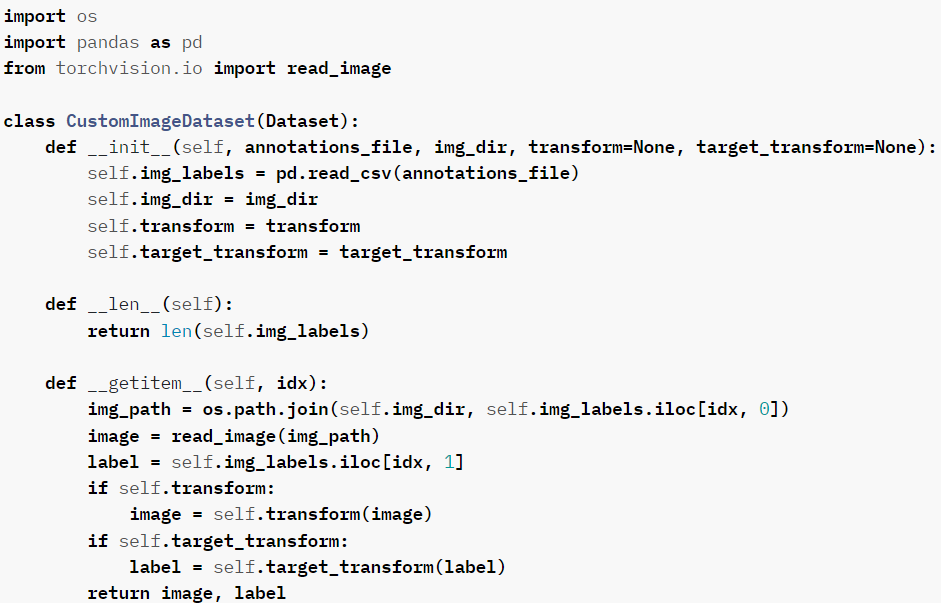 import os
import pandas as pd
from torchvision.io import read_image

class CustomImageDataset(Dataset):
    def __init__(self, annotations_file, img_dir, transform=None, target_transform=None):
        self.img_labels = pd.read_csv(annotations_file)
        self.img_dir = img_dir
        self.transform = transform
        self.target_transform = target_transform

    def __len__(self):
        return len(self.img_labels)

    def __getitem__(self, idx):
        img_path = os.path.join(self.img_dir, self.img_labels.iloc[idx, 0])
        image = read_image(img_path)
        label = self.img_labels.iloc[idx, 1]
        if self.transform:
            image = self.transform(image)
        if self.target_transform:
            label = self.target_transform(label)
        return image, label